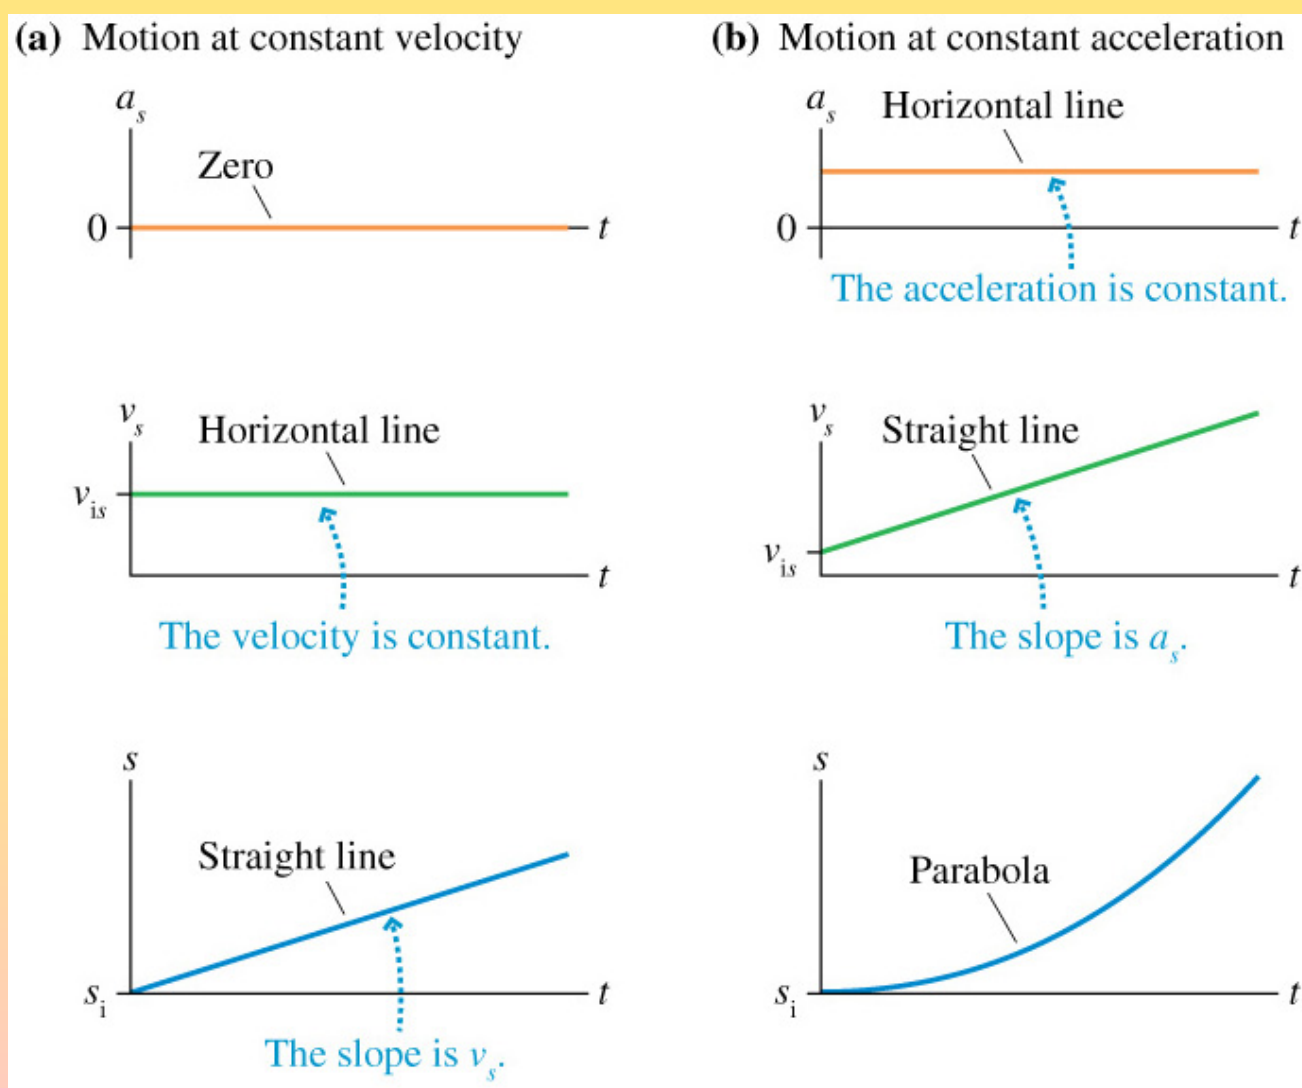 (a) Motion at constant velocity
a_s
Zero
0
t
v_s
Horizontal line
v_is
t
The velocity is constant.
s
Straight line
s_i
t
The slope is v_s.
(b) Motion at constant acceleration
a_s
Horizontal line
0
t
The acceleration is constant.
v_s
Straight line
v_is
t
The slope is a_s.
s
Parabola
s_i
t